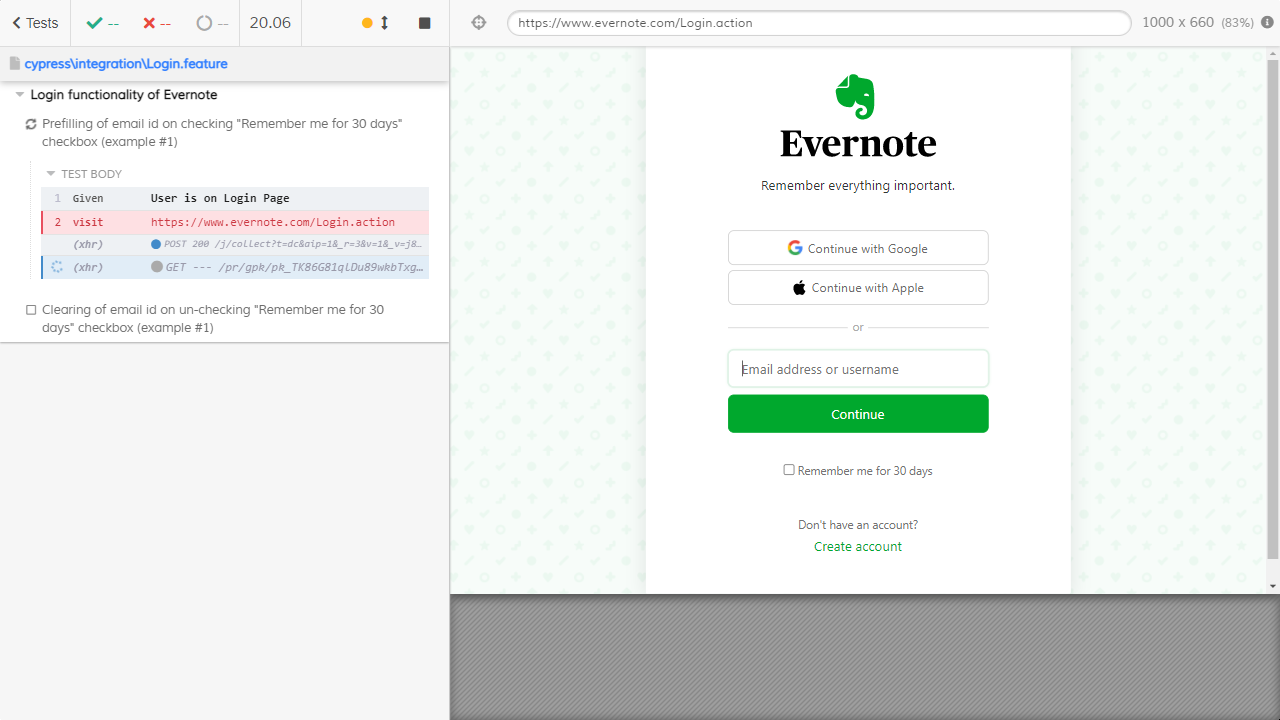 Tests -- -- -- 20.06
cypress\integration\Login.feature
Login functionality of Evernote
Prefilling of email id on checking "Remember me for 30 days"
checkbox (example #1)
TEST BODY
1 Given User is on Login Page
2 visit https://www.evernote.com/Login.action
(xhr) POST 200 /j/collect?t=dc&aip=1&_r=3&v=1&_v=j8…
(xhr) GET --- /pr/gpk/pk_TK86G81qlDu89wkbTxg…
Clearing of email id on un-checking "Remember me for 30
days" checkbox (example #1)
https://www.evernote.com/Login.action
1000 x 660 (83%)
Evernote
Remember everything important.
Continue with Google
Continue with Apple
or
Email address or username
Continue
Remember me for 30 days
Don't have an account?
Create account